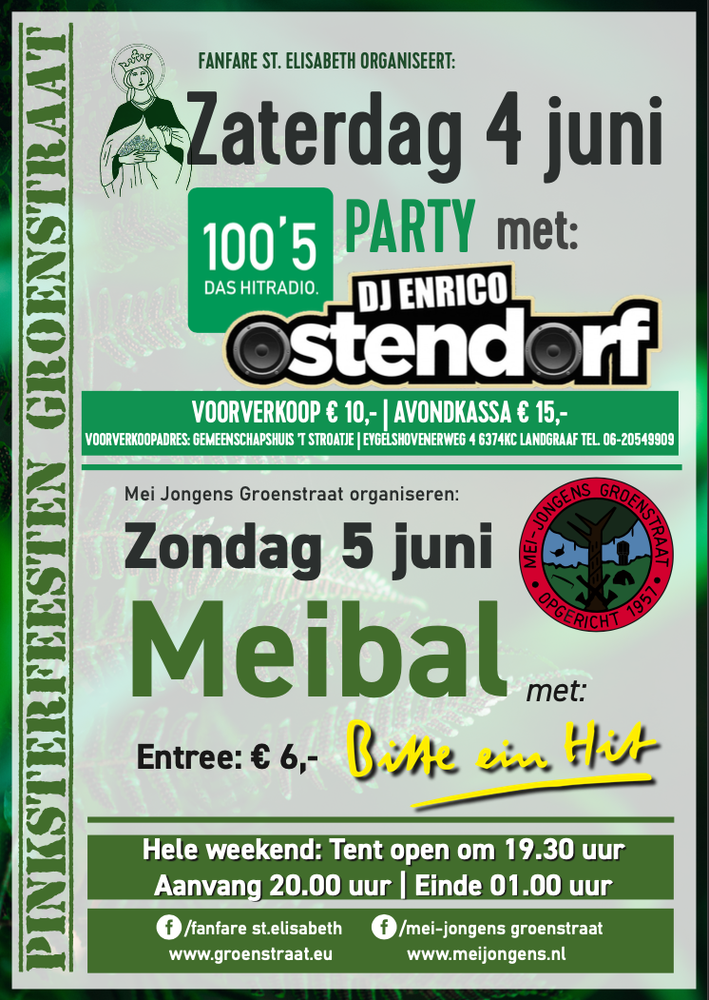 PINKSTERFEESTEN GROENSTRAAT
FANFARE ST. ELISABETH ORGANISEERT:
Zaterdag 4 juni
100'5
DAS HITRADIO.
PARTY met:
DJ ENRICO
Ostendorf
VOORVERKOOP € 10,- | AVONDKASSA € 15,-
VOORVERKOOPADRES: GEMEENSCHAPSHUIS 'T STROATJE | EYGELSHOVENERWEG 4 6374KC LANDGRAAF TEL. 06-20549909
Mei Jongens Groenstraat organiseren:
Zondag 5 juni
MEI-JONGENS GROENSTRAAT
OPGERICHT 1957
Meibal met:
Entree: € 6,-
Bitte ein Hit
Hele weekend: Tent open om 19.30 uur
Aanvang 20.00 uur | Einde 01.00 uur
f/fanfare st.elisabeth f/mei-jongens groenstraat
www.groenstraat.eu www.meijongens.nl